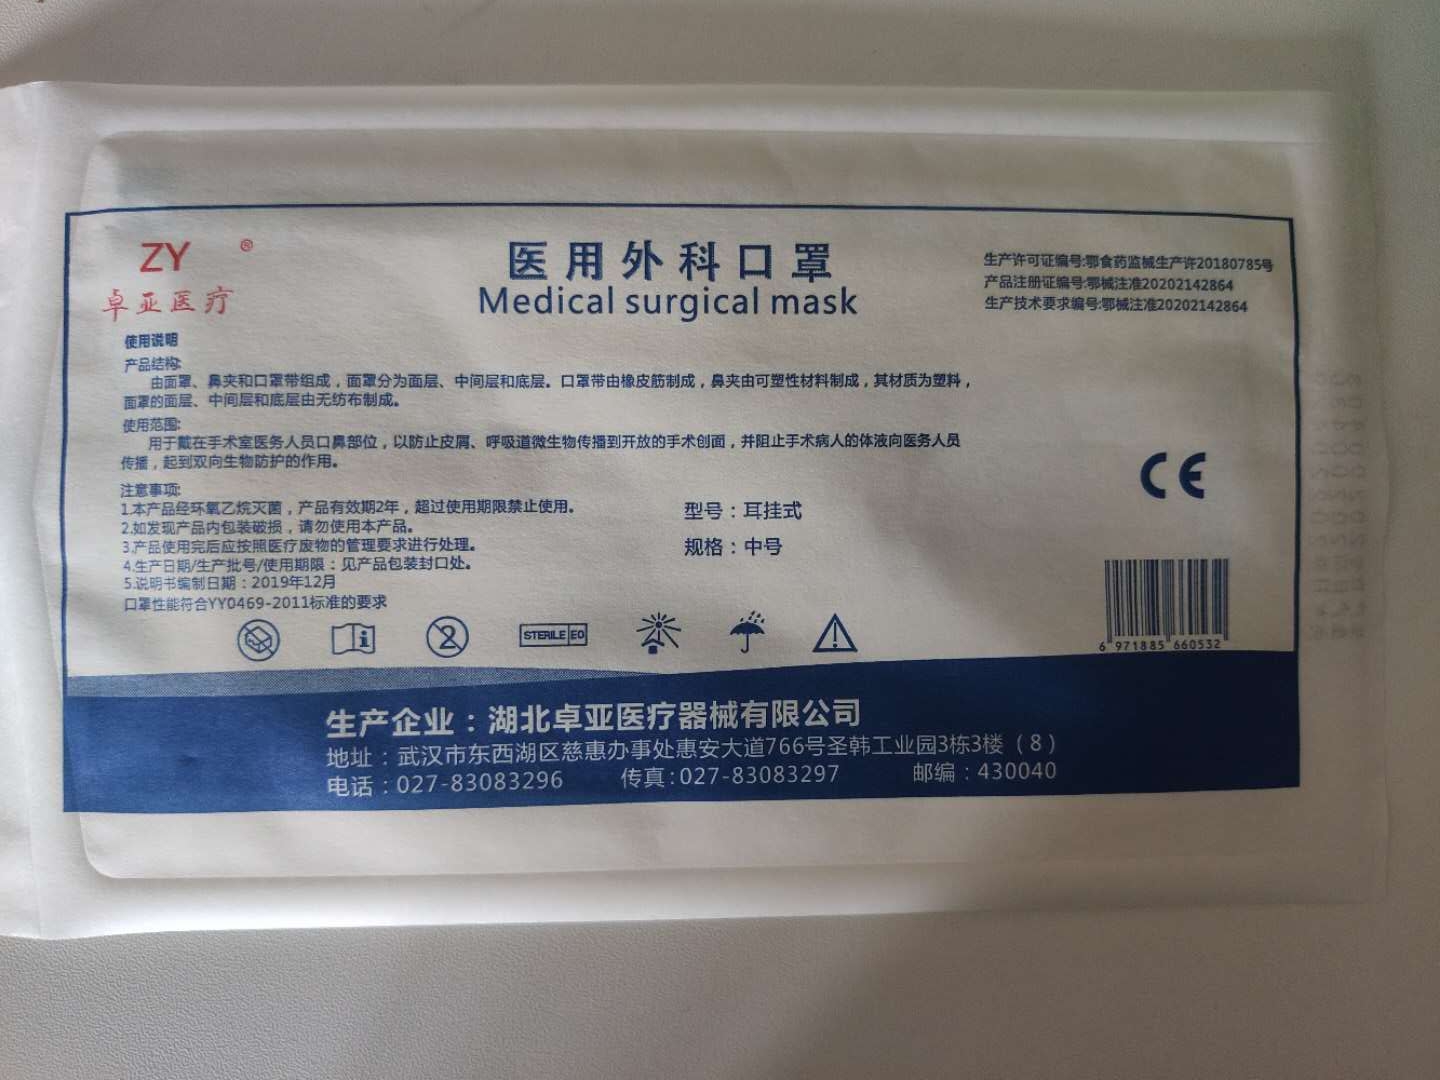 ZY ®
卓亚医疗
医用外科口罩
Medical surgical mask
生产许可证编号:鄂食药监械生产许20180785号
产品注册证编号:鄂械注准20202142864
生产技术要求编号:鄂械注准20202142864
使用说明
产品结构:
由面罩、鼻夹和口罩带组成，面罩分为面层、中间层和底层。口罩带由橡皮筋制成，鼻夹由可塑性材料制成，其材质为塑料，
面罩的面层、中间层和底层由无纺布制成。
使用范围:
用于戴在手术室医务人员口鼻部位，以防止皮屑、呼吸道微生物传播到开放的手术创面，并阻止手术病人的体液向医务人员
传播，起到双向生物防护的作用。
注意事项:
1.本产品经环氧乙烷灭菌，产品有效期2年，超过使用期限禁止使用。
2.如发现产品内包装破损，请勿使用本产品。
3.产品使用完后应按照医疗废物的管理要求进行处理。
4.生产日期/生产批号/使用期限：见产品包装封口处。
5.说明书编制日期：2019年12月
口罩性能符合YY0469-2011标准的要求
型号：耳挂式
规格：中号
CE
2
STERILE EO
6 971885 660532
生产企业：湖北卓亚医疗器械有限公司
地址：武汉市东西湖区慈惠办事处惠安大道766号圣韩工业园3栋3楼（8）
电话：027-83083296 传真:027-83083297 邮编：430040